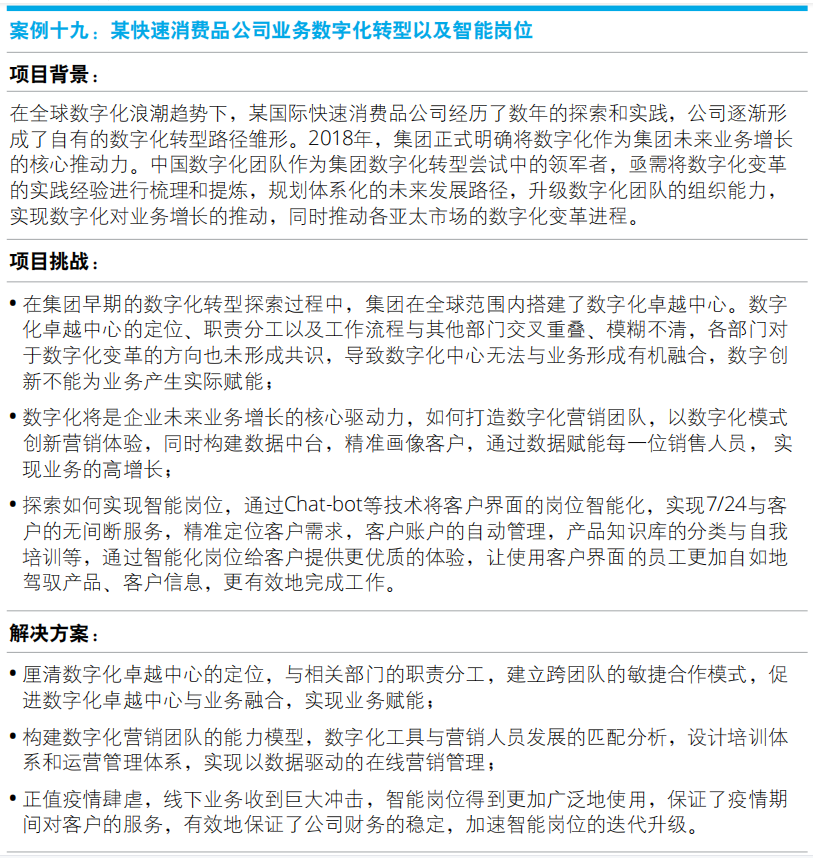 案例十九：某快速消费品公司业务数字化转型以及智能岗位
项目背景：
在全球数字化浪潮趋势下，某国际快速消费品公司经历了数年的探索和实践，公司逐渐形
成了自有的数字化转型路径雏形。2018年，集团正式明确将数字化作为集团未来业务增长
的核心推动力。中国数字化团队作为集团数字化转型尝试中的领军者，亟需将数字化变革
的实践经验进行梳理和提炼，规划体系化的未来发展路径，升级数字化团队的组织能力，
实现数字化对业务增长的推动，同时推动各亚太市场的数字化变革进程。
项目挑战：
• 在集团早期的数字化转型探索过程中，集团在全球范围内搭建了数字化卓越中心。数字
化卓越中心的定位、职责分工以及工作流程与其他部门交叉重叠、模糊不清，各部门对
于数字化变革的方向也未形成共识，导致数字化中心无法与业务形成有机融合，数字创
新不能为业务产生实际赋能；
• 数字化将是企业未来业务增长的核心驱动力，如何打造数字化营销团队，以数字化模式
创新营销体验，同时构建数据中台，精准画像客户，通过数据赋能每一位销售人员， 实
现业务的高增长；
• 探索如何实现智能岗位，通过Chat-bot等技术将客户界面的岗位智能化，实现7/24与客
户的无间断服务，精准定位客户需求，客户账户的自动管理，产品知识库的分类与自我
培训等，通过智能化岗位给客户提供更优质的体验，让使用客户界面的员工更加自如地
驾驭产品、客户信息，更有效地完成工作。
解决方案：
• 厘清数字化卓越中心的定位，与相关部门的职责分工，建立跨团队的敏捷合作模式，促
进数字化卓越中心与业务融合，实现业务赋能；
• 构建数字化营销团队的能力模型，数字化工具与营销人员发展的匹配分析，设计培训体
系和运营管理体系，实现以数据驱动的在线营销管理；
• 正值疫情肆虐，线下业务收到巨大冲击，智能岗位得到更加广泛地使用，保证了疫情期
间对客户的服务，有效地保证了公司财务的稳定，加速智能岗位的迭代升级。